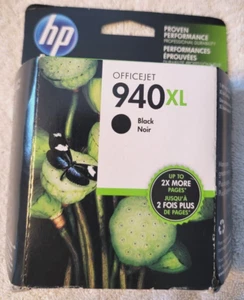 hp
PROVEN
PERFORMANCE
PERFORMANCES
ÉPROUVÉES
OFFICEJET
940XL
Black
Noir
UP TO
2X MORE
PAGES
JUSQU'À
2 FOIS PLUS
DE PAGES